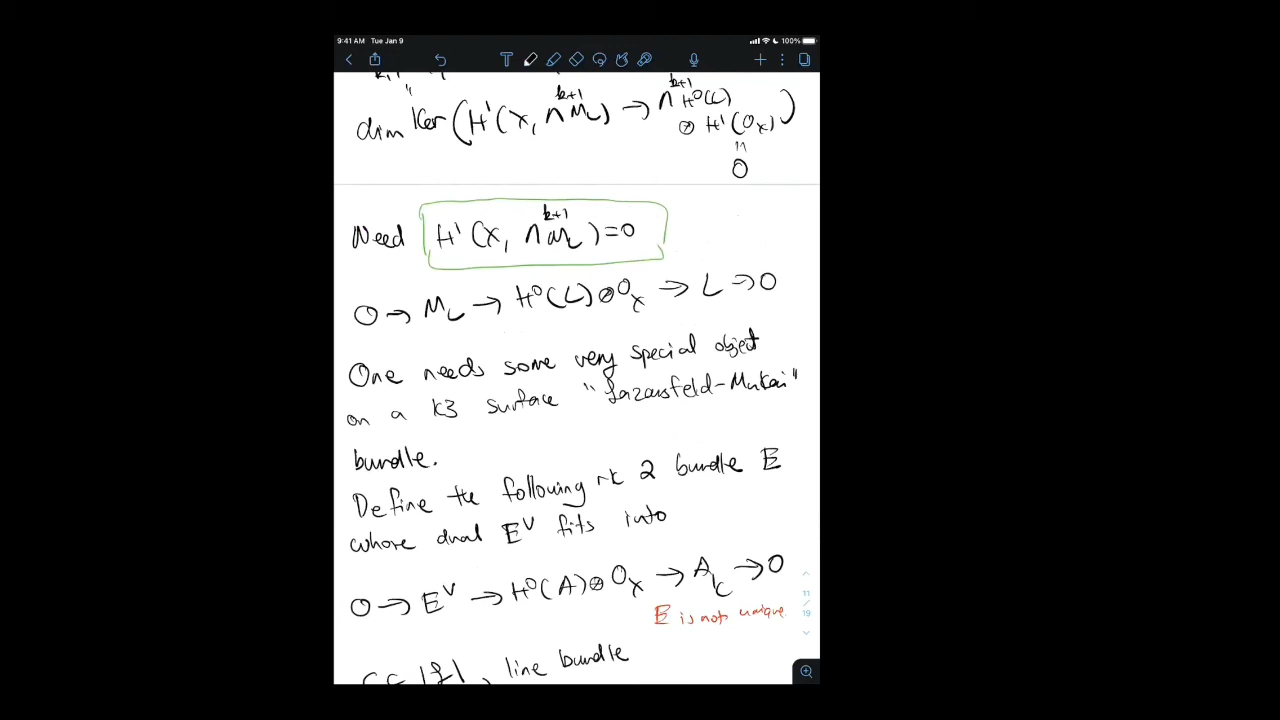 9:41 AM Tue Jan 9
100%
dim Ker (H¹(X, ∧^{k+1} M_L) → ∧^{k+1} H⁰(L)
⊗ H¹(O_X))
=
0
Need H¹(X, ∧^{k+1} M_L) = 0
0 → M_L → H⁰(L) ⊗ O_X → L → 0
One needs some very special object
on a K3 surface "Lazarsfeld-Mukai"
bundle.
Define the following rk 2 bundle E
whose dual E^∨ fits into
0 → E^∨ → H⁰(A) ⊗ O_X → A|_C → 0
E is not unique.
11
/
19
C ∈ |L|, line bundle